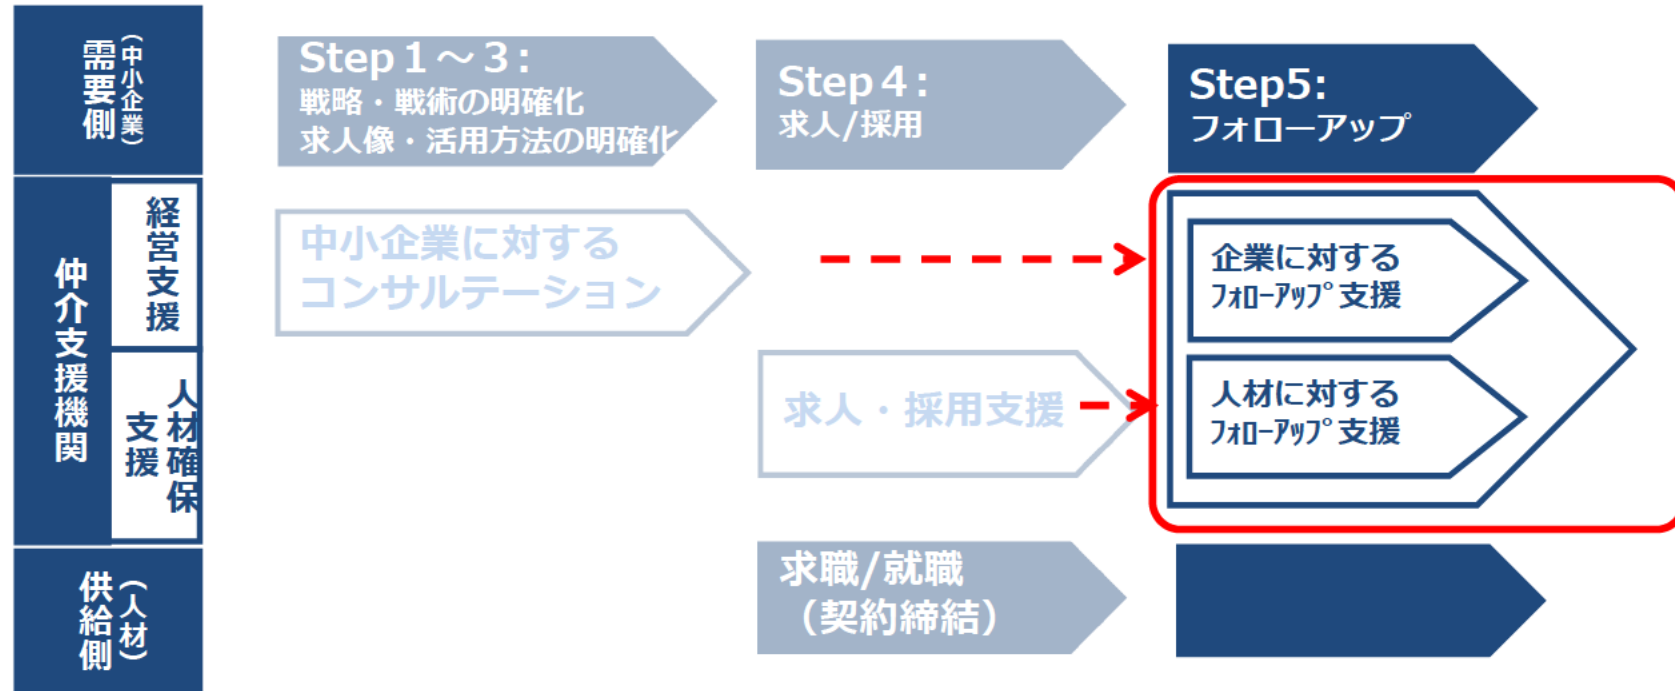 需要側
（中小企業）
Step１～３：
戦略・戦術の明確化
求人像・活用方法の明確化
Step４：
求人/採用
Step5:
フォローアップ
仲介支援機関
経営支援
中小企業に対する
コンサルテーション
企業に対する
ﾌｫﾛｰｱｯﾌﾟ支援
人材確保
支援
求人・採用支援
人材に対する
ﾌｫﾛｰｱｯﾌﾟ支援
供給側
（人材）
求職/就職
（契約締結）